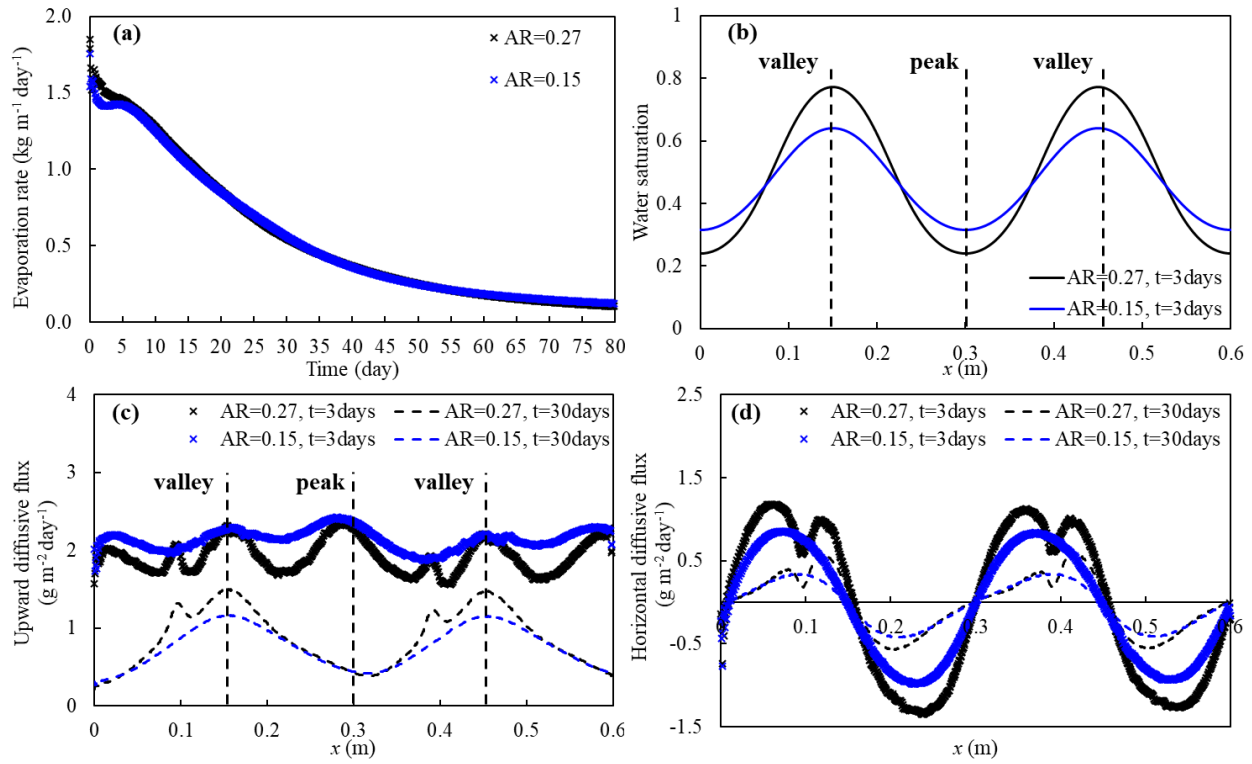 (a)
× AR=0.27
× AR=0.15
Evaporation rate (kg m⁻¹ day⁻¹)
2.0
1.5
1.0
0.5
0.0
0 5 10 15 20 25 30 35 40 45 50 55 60 65 70 75 80
Time (day)
(b)
valley peak valley
Water saturation
1
0.8
0.6
0.4
0.2
0
AR=0.27, t=3days
AR=0.15, t=3days
0 0.1 0.2 0.3 0.4 0.5 0.6
x (m)
(c)
× AR=0.27, t=3days AR=0.27, t=30days
× AR=0.15, t=3days AR=0.15, t=30days
valley peak valley
Upward diffusive flux
(g m⁻² day⁻¹)
4
3
2
1
0
0 0.1 0.2 0.3 0.4 0.5 0.6
x (m)
(d)
× AR=0.27, t=3days AR=0.27, t=30days
× AR=0.15, t=3days AR=0.15, t=30days
Horizontal diffusive flux
(g m⁻² day⁻¹)
2.5
1.5
0.5
-0.5
-1.5
0 0.1 0.2 0.3 0.4 0.5 0.6
x (m)